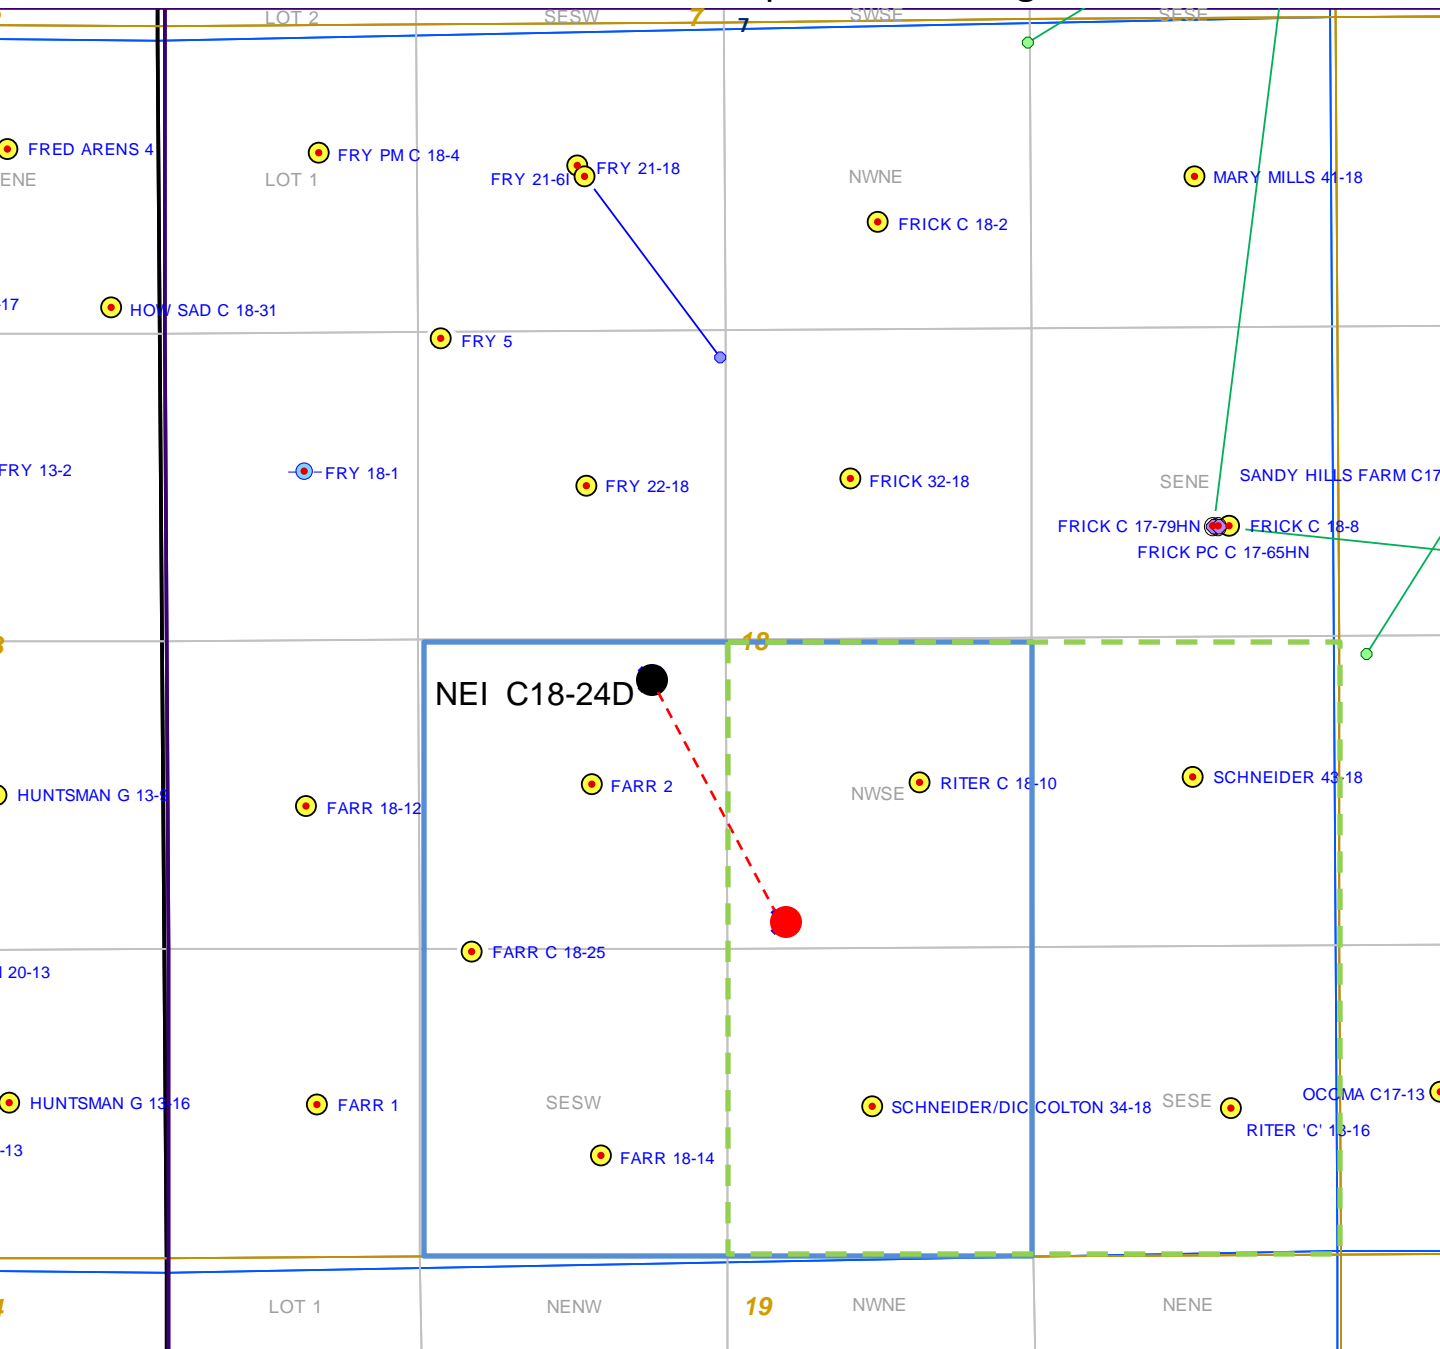 LOT 2
SESW
7
7
SWSE
SESE
FRED ARENS 4
FRY PM C 18-4
FRY 21-18
FRY 21-6I
ENE
LOT 1
NWNE
MARY MILLS 41-18
FRICK C 18-2
-17
HOW SAD C 18-31
FRY 5
FRY 13-2
FRY 18-1
FRY 22-18
FRICK 32-18
SENE
SANDY HILLS FARM C17
FRICK C 17-79HN
FRICK C 18-8
FRICK PC C 17-65HN
18
NEI C18-24D
HUNTSMAN G 13-9
FARR 18-12
FARR 2
NWSE
RITER C 18-10
SCHNEIDER 43-18
FARR C 18-25
20-13
HUNTSMAN G 13-16
FARR 1
SESW
SCHNEIDER/DIC COLTON 34-18
SESE
OCOMA C17-13
RITER 'C' 18-16
-13
FARR 18-14
LOT 1
NENW
19
NWNE
NENE